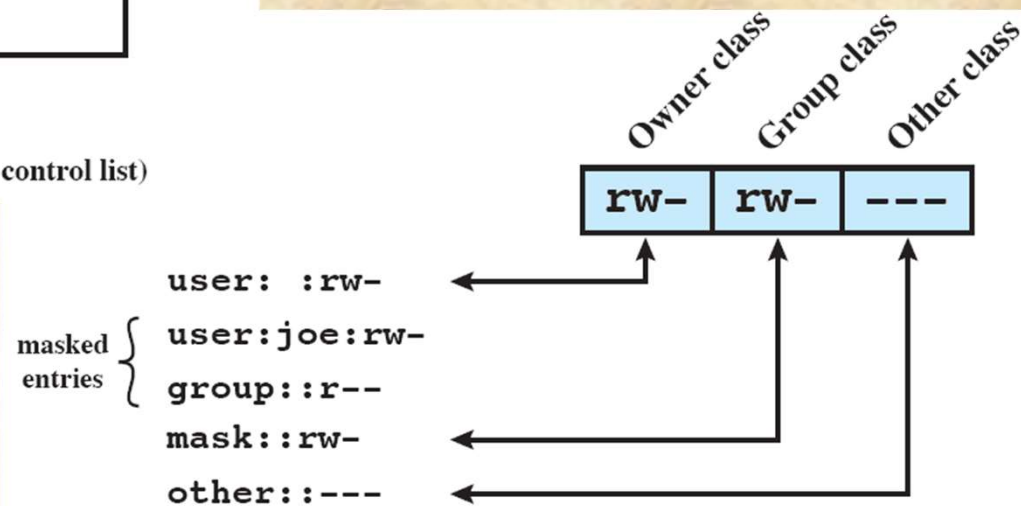 Owner class
Group class
Other class
control list)
rw- rw- ---
user: :rw-
masked
entries
user:joe:rw-
group::r--
mask::rw-
other::---